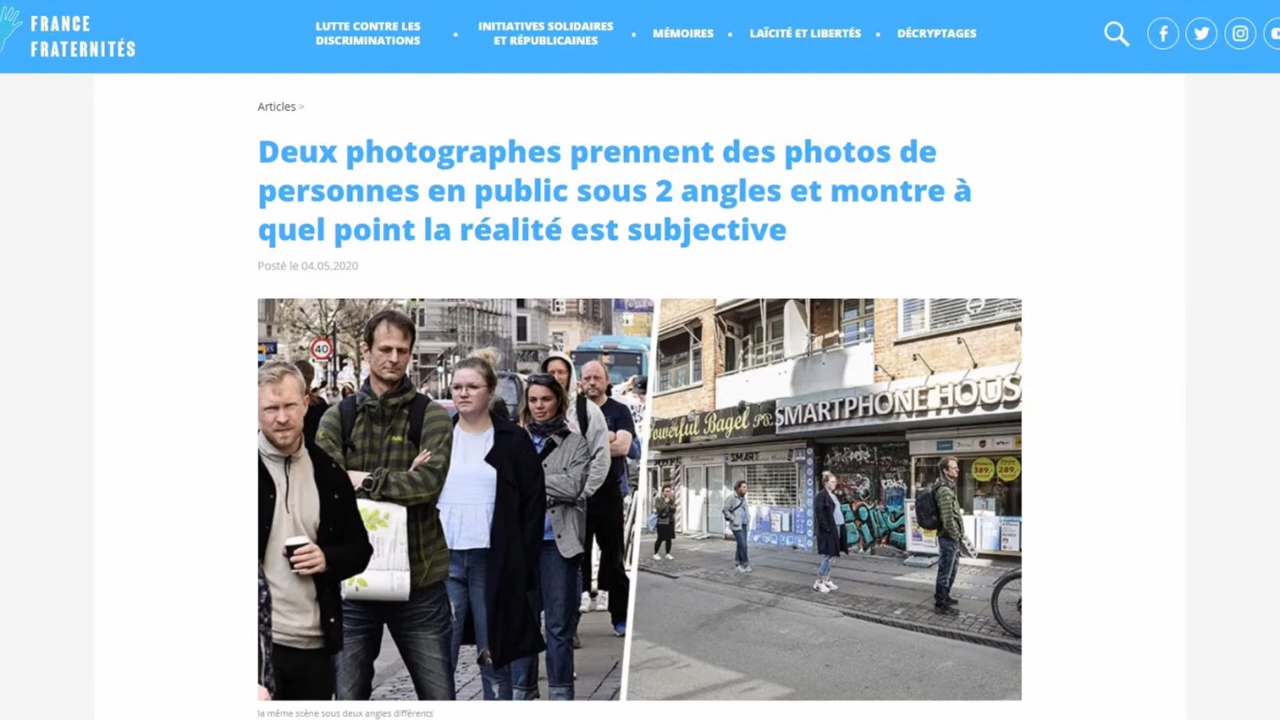 FRANCE
FRATERNITÉS
LUTTE CONTRE LES
DISCRIMINATIONS
INITIATIVES SOLIDAIRES
ET RÉPUBLICAINES
MÉMOIRES
LAÏCITÉ ET LIBERTÉS
DÉCRYPTAGES
Articles >
Deux photographes prennent des photos de
personnes en public sous 2 angles et montre à
quel point la réalité est subjective
Posté le 04.05.2020
40
Powerful Bagel
SMARTPHONE HOUS
SMART
389,-
289,-
la même scène sous deux angles différents